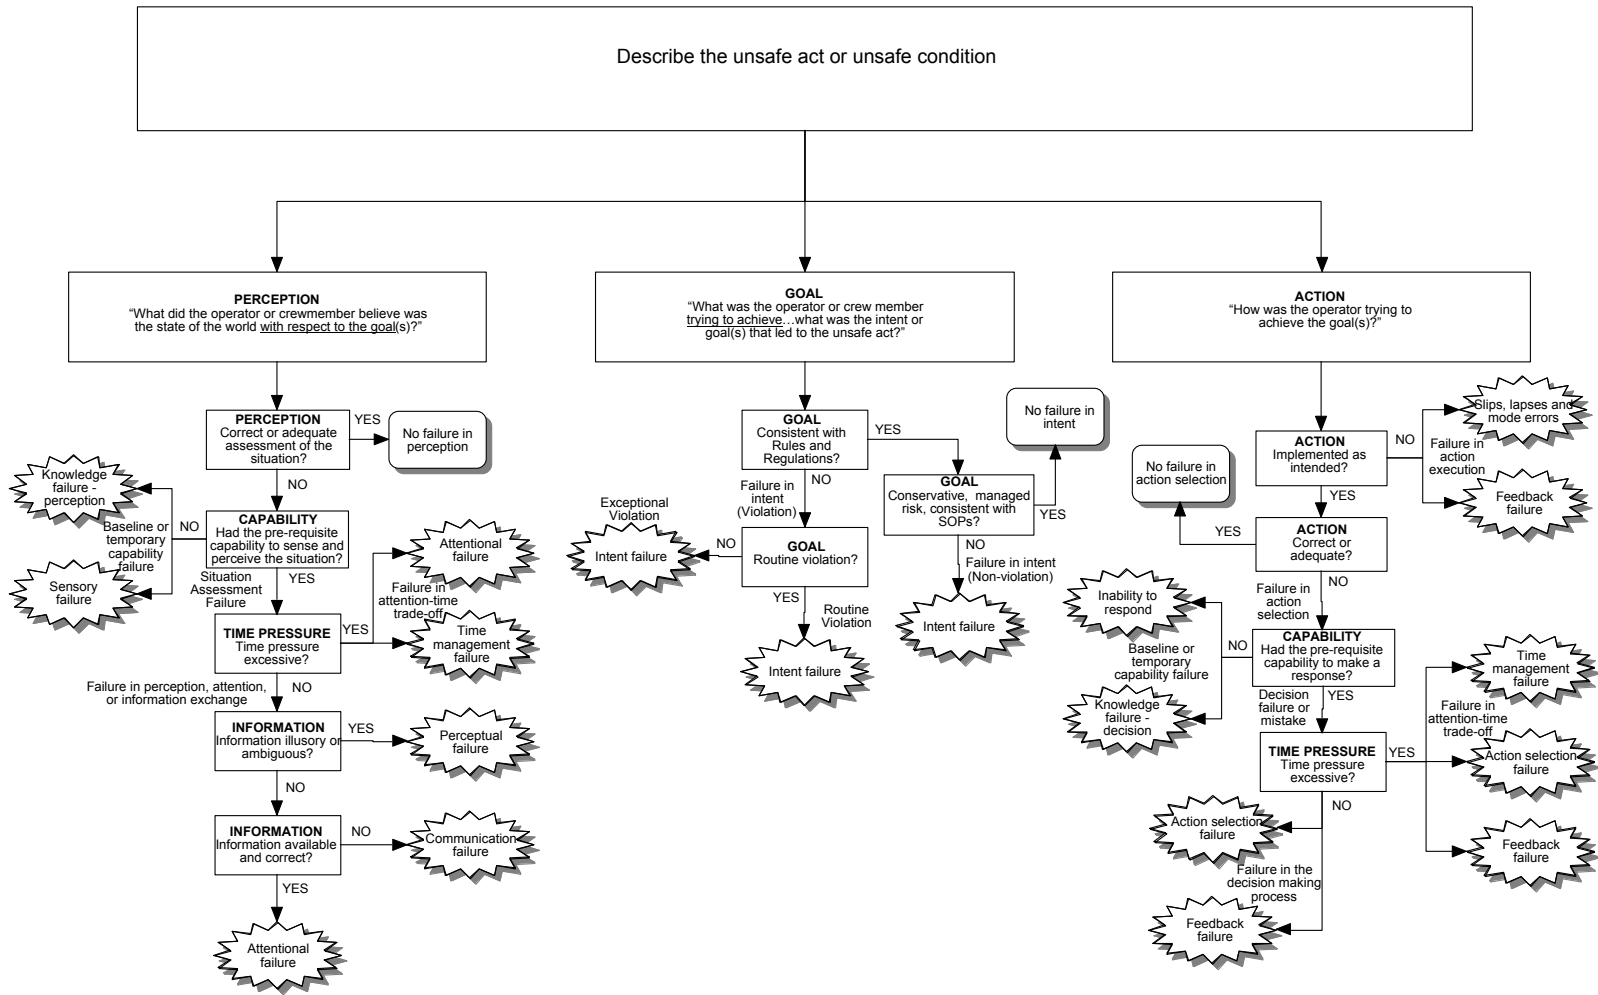 Describe the unsafe act or unsafe condition
PERCEPTION
“What did the operator or crewmember believe was
the state of the world with respect to the goal(s)?”
GOAL
“What was the operator or crew member
trying to achieve…what was the intent or
goal(s) that led to the unsafe act?”
ACTION
“How was the operator trying to
achieve the goal(s)?”
PERCEPTION
Correct or adequate
assessment of the
situation?
YES
No failure in
perception
NO
Knowledge
failure -
perception
CAPABILITY
Had the pre-requisite
capability to sense and
perceive the situation?
NO
Baseline or
temporary
capability
failure
Sensory
failure
Situation
Assessment
Failure
YES
Attentional
failure
Failure in
attention-time
trade-off
TIME PRESSURE
Time pressure
excessive?
YES
Time
management
failure
Failure in perception, attention,
or information exchange
NO
INFORMATION
Information illusory or
ambiguous?
YES
Perceptual
failure
NO
INFORMATION
Information available
and correct?
NO
Communication
failure
YES
Attentional
failure
GOAL
Consistent with
Rules and
Regulations?
YES
No failure in
intent
Failure in
intent
(Violation)
NO
GOAL
Conservative,  managed
risk, consistent with
SOPs?
YES
Exceptional
Violation
Intent failure
NO
GOAL
Routine violation?
NO
Failure in intent
(Non-violation)
YES
Routine
Violation
Intent failure
Intent failure
ACTION
Implemented as
intended?
NO
Slips, lapses and
mode errors
Failure in
action
execution
Feedback
failure
YES
No failure in
action selection
ACTION
Correct or
adequate?
YES
Failure in
action
selection
NO
Inability to
respond
CAPABILITY
Had the pre-requisite
capability to make a
response?
NO
Baseline or
temporary
capability failure
Knowledge
failure -
decision
Decision
failure or
mistake
YES
TIME PRESSURE
Time pressure
excessive?
YES
Time
management
failure
Failure in
attention-time
trade-off
Action selection
failure
Feedback
failure
NO
Action selection
failure
Failure in the
decision making
process
Feedback
failure